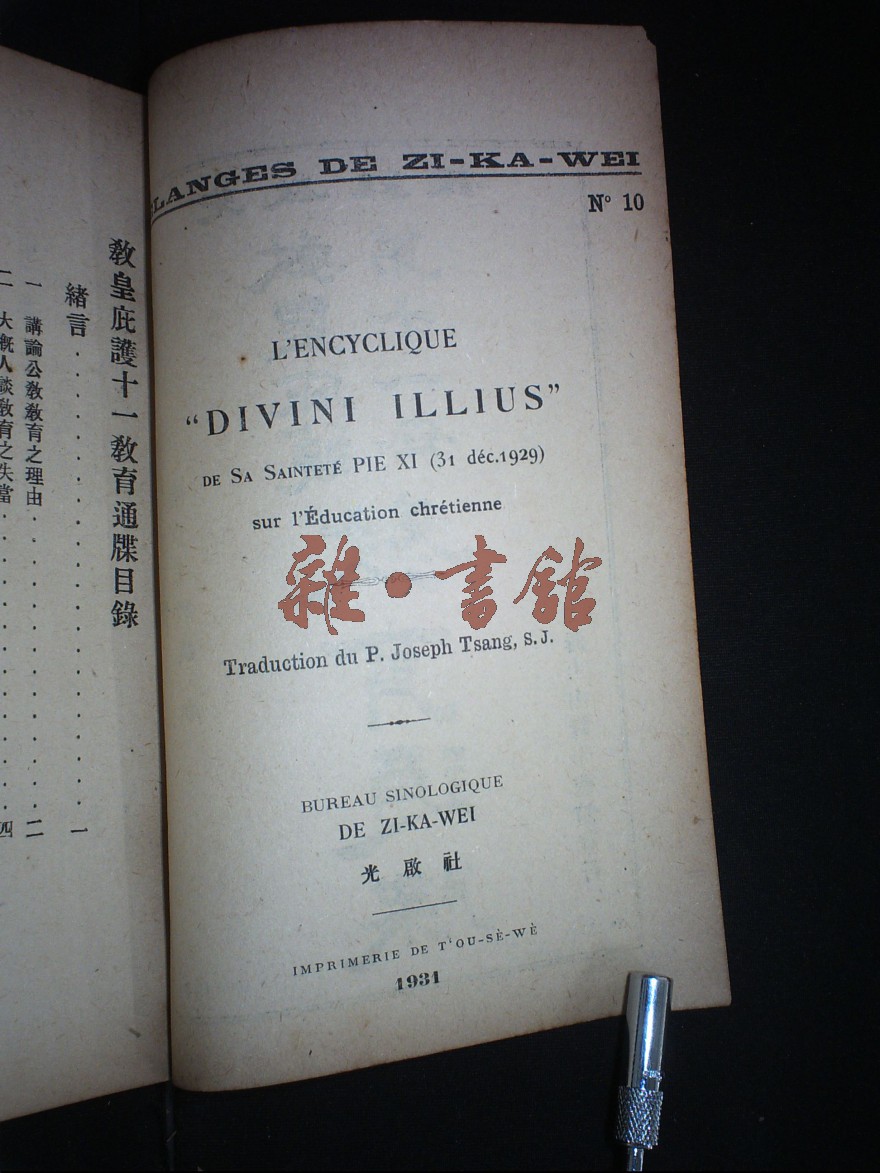 LANGES DE ZI-KA-WEI
N° 10
L'ENCYCLIQUE
“DIVINI ILLIUS”
DE SA SAINTETÉ PIE XI (31 déc.1929)
sur l'Éducation chrétienne
雜·書館
Traduction du P. Joseph Tsang, S.J.
BUREAU SINOLOGIQUE
DE ZI-KA-WEI
光啟社
IMPRIMERIE DE T'OU-SÈ-WÈ
1931
教皇庇護十一教育通牒目錄
緒言............一
一 講論公教教育之理由............二
二 大概人談教育之失當............四